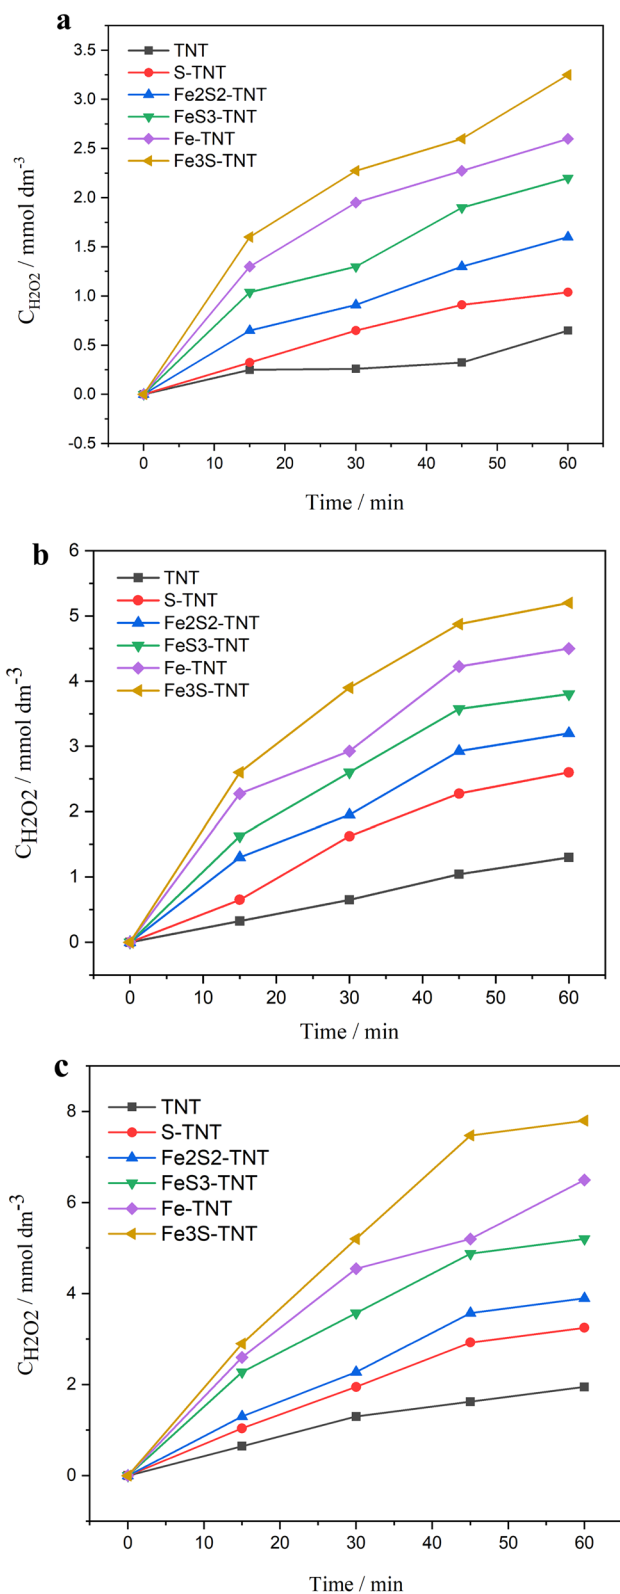 a
3.5
3.0
2.5
2.0
1.5
1.0
0.5
0.0
-0.5
TNT
S-TNT
Fe2S2-TNT
FeS3-TNT
Fe-TNT
Fe3S-TNT
C_H2O2 / mmol dm⁻³
0 10 20 30 40 50 60
Time / min
b
6
5
4
3
2
1
0
TNT
S-TNT
Fe2S2-TNT
FeS3-TNT
Fe-TNT
Fe3S-TNT
C_H2O2 / mmol dm⁻³
0 10 20 30 40 50 60
Time / min
c
8
6
4
2
0
TNT
S-TNT
Fe2S2-TNT
FeS3-TNT
Fe-TNT
Fe3S-TNT
C_H2O2 / mmol dm⁻³
0 10 20 30 40 50 60
Time / min